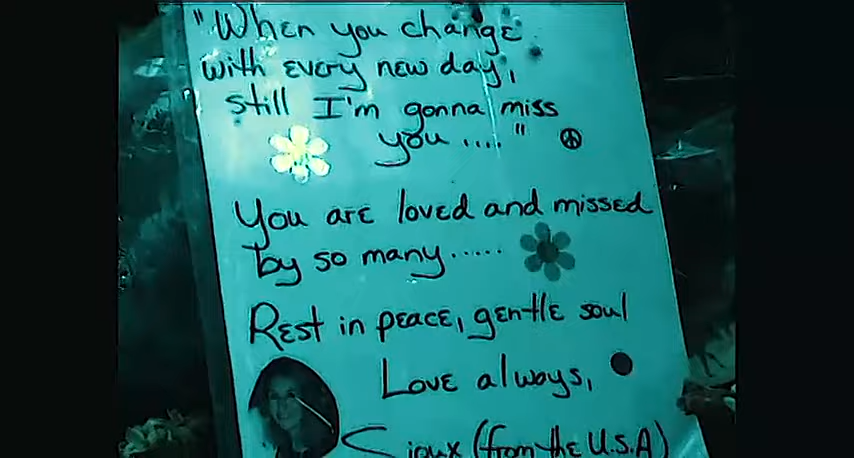 "When you change
with every new day,
still I'm gonna miss
you ...."
You are loved and missed
by so many.....
Rest in peace, gentle soul
Love always,
Sioux (from the U.S.A)